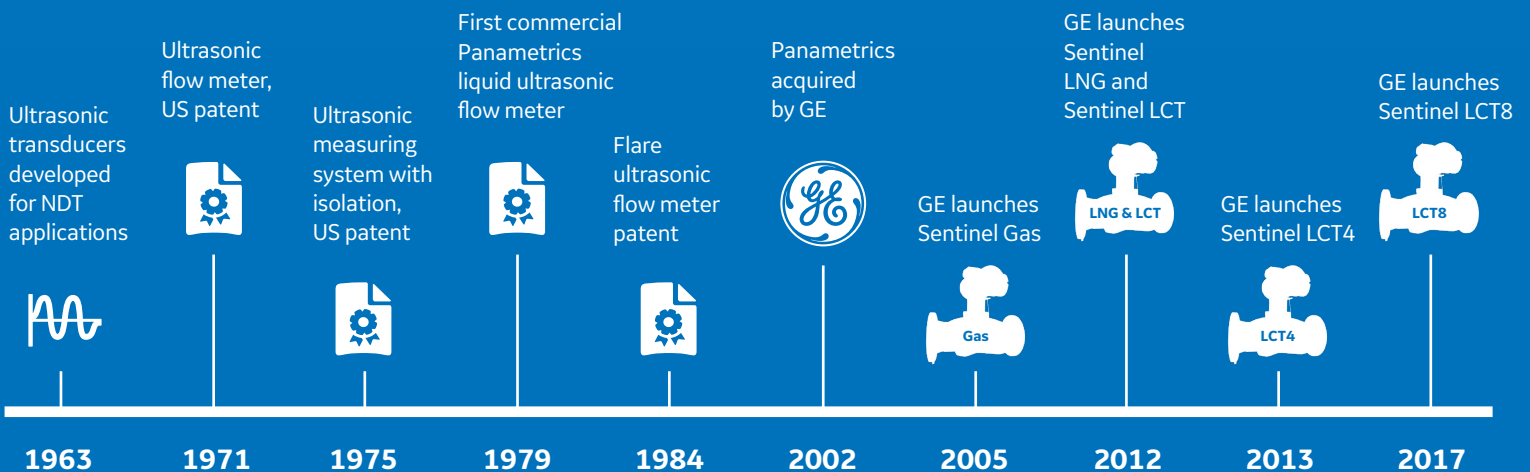 Ultrasonic
transducers
developed
for NDT
applications
Ultrasonic
flow meter,
US patent
Ultrasonic
measuring
system with
isolation,
US patent
First commercial
Panametrics
liquid ultrasonic
flow meter
Flare
ultrasonic
flow meter
patent
Panametrics
acquired
by GE
GE
GE launches
Sentinel Gas
Gas
GE launches
Sentinel
LNG and
Sentinel LCT
LNG & LCT
GE launches
Sentinel LCT4
LCT4
GE launches
Sentinel LCT8
LCT8
1963 1971 1975 1979 1984 2002 2005 2012 2013 2017